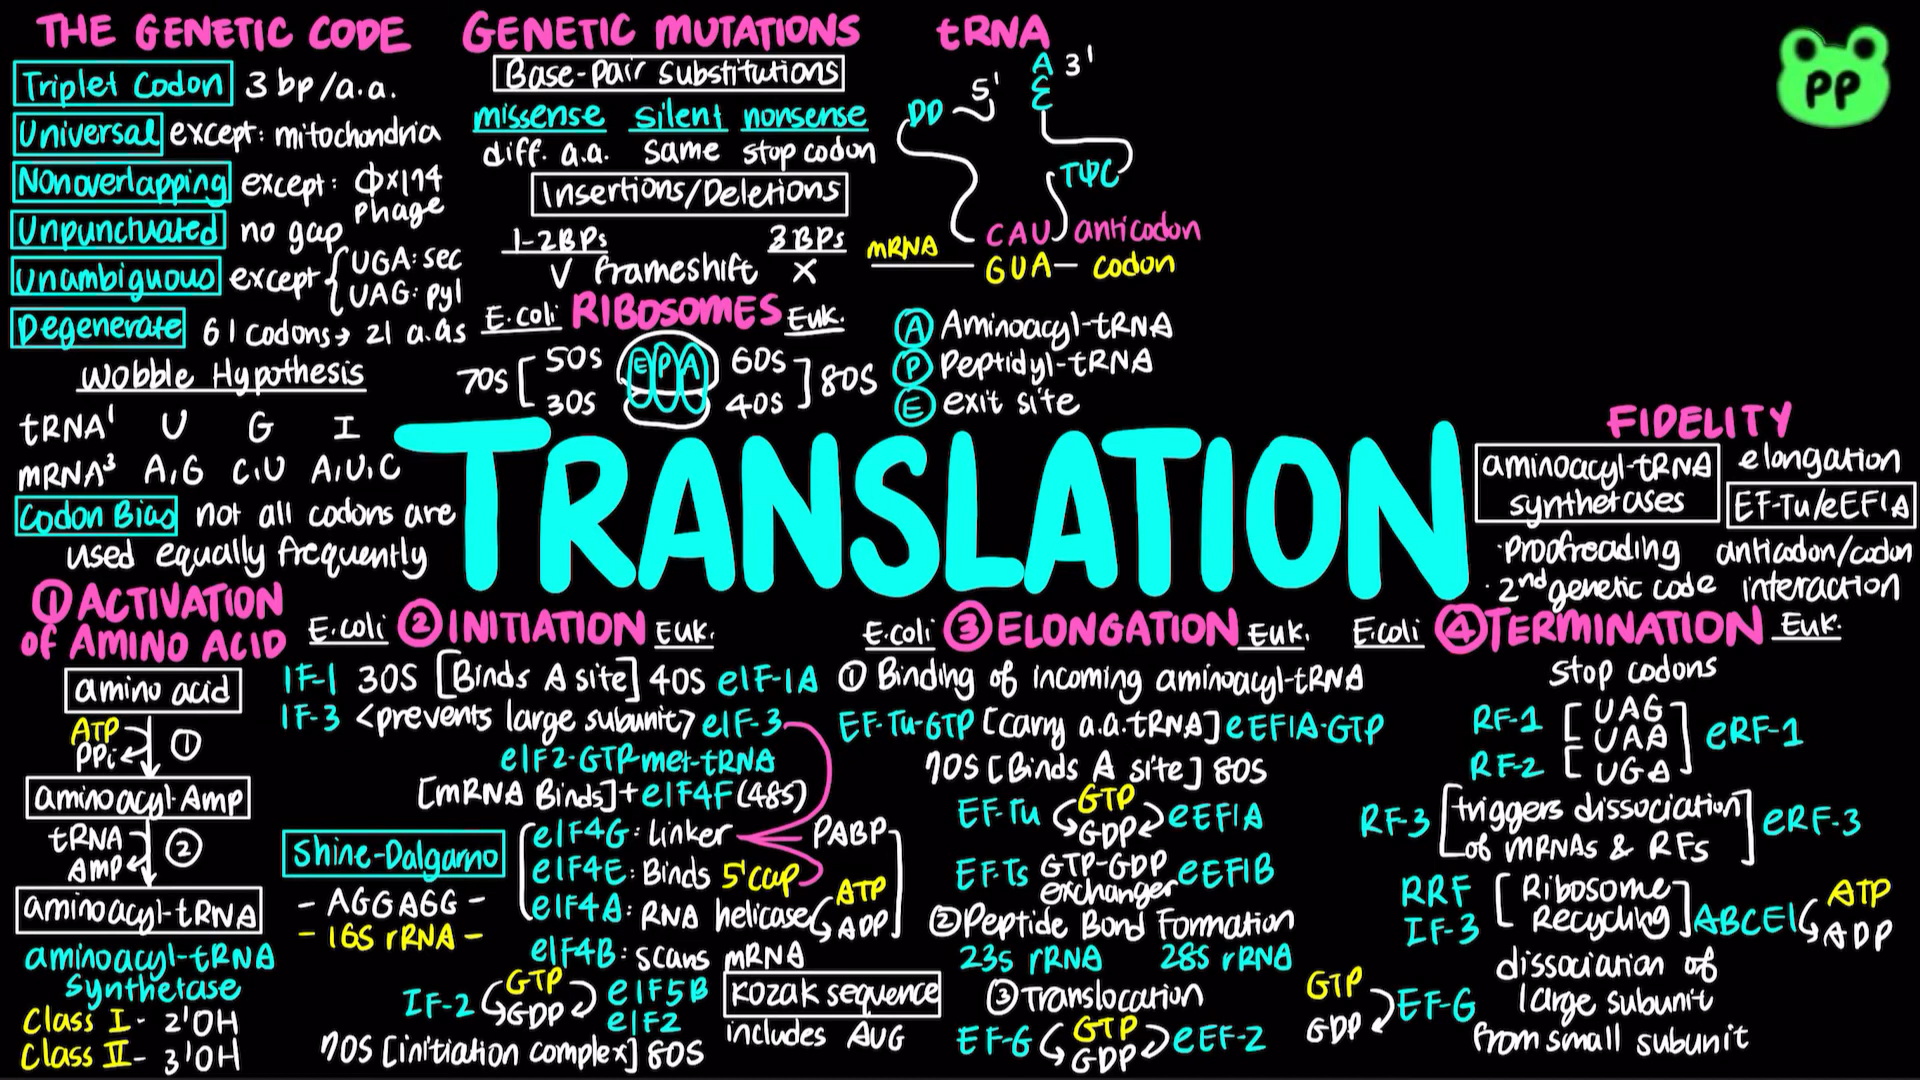 THE GENETIC CODE
Triplet Codon 3 bp/a.a.
Universal except: mitochondria
Nonoverlapping except: ΦX174
phage
Unpunctuated no gap
Unambiguous except { UGA: sec
UAG: pyl
Degenerate 61 codons → 21 a.a.s
Wobble Hypothesis
tRNA¹ U G I
mRNA³ A,G C,U A,U,C
Codon Bias not all codons are
used equally frequently
GENETIC MUTATIONS
Base-pair substitutions
missense silent nonsense
diff. a.a. same stop codon
Insertions/Deletions
1-2BPs 3BPs
V frameshift X
E.coli RIBOSOMES Euk.
70S [ 50S E P A 60S ] 80S
30S 40S
tRNA
A 3'
C
C
5'
DD
TΨC
CAU anticodon
mRNA GUA codon
A Aminoacyl-tRNA
P Peptidyl-tRNA
E exit site
PP
TRANSLATION
FIDELITY
aminoacyl-tRNA
synthetases
·Proofreading
·2nd genetic code
elongation
EF-Tu/eEF1A
anticodon/codon
interaction
① ACTIVATION
of AMINO ACID
amino acid
ATP
PPi ①
aminoacyl-Amp
tRNA
Amp ②
aminoacyl-tRNA
aminoacyl-tRNA
synthetase
Class I - 2'OH
Class II - 3'OH
E.coli ② INITIATION Euk.
IF-1 30S [Binds A site] 40S eIF-1A
IF-3 <prevents large subunit> eIF-3
eIF2-GTP-met-tRNA
[mRNA Binds] + eIF4F (48S)
eIF4G: Linker PABP
eIF4E: Binds 5'cap
eIF4A: RNA helicase ATP
ADP
eIF4B: scans mRNA
Shine-Dalgarno
- AGGAGG -
- 16S rRNA -
IF-2 GTP eIF5B
GDP eIF2
70S [initiation complex] 80S
Kozak sequence
includes AUG
E.coli ③ ELONGATION Euk.
① Binding of incoming aminoacyl-tRNA
EF-Tu-GTP [carry a.a.tRNA] eEF1A-GTP
70S [Binds A site] 80S
EF-Tu GTP eEF1A
GDP
EF-Ts GTP-GDP eEF1B
exchanger
② Peptide Bond Formation
23s rRNA 28s rRNA
③ Translocation
EF-G GTP eEF-2
GDP
E.coli ④ TERMINATION Euk.
stop codons
RF-1 [ UAG
UAA ] eRF-1
RF-2 [ UGA
RF-3 [triggers dissociation] eRF-3
of mRNAs & RFs
RRF [Ribosome
IF-3 Recycling] ABCE1 ATP
ADP
GTP
GDP EF-G
dissociation of
large subunit
from small subunit